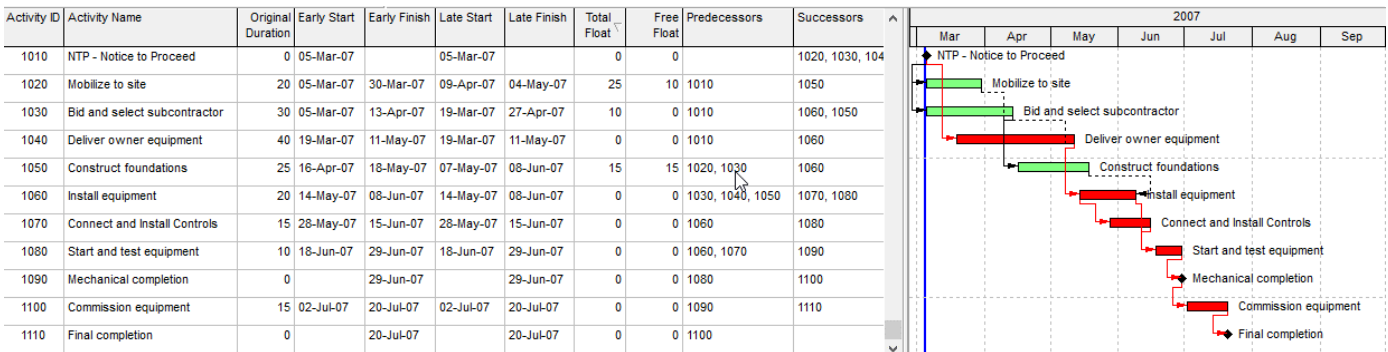 Activity ID Activity Name Original Duration Early Start Early Finish Late Start Late Finish Total Float Free Float Predecessors Successors
1010 NTP - Notice to Proceed 0 05-Mar-07 05-Mar-07 0 0 1020, 1030, 104
1020 Mobilize to site 20 05-Mar-07 30-Mar-07 09-Apr-07 04-May-07 25 10 1010 1050
1030 Bid and select subcontractor 30 05-Mar-07 13-Apr-07 19-Mar-07 27-Apr-07 10 0 1010 1060, 1050
1040 Deliver owner equipment 40 19-Mar-07 11-May-07 19-Mar-07 11-May-07 0 0 1010 1060
1050 Construct foundations 25 16-Apr-07 18-May-07 07-May-07 08-Jun-07 15 15 1020, 1030 1060
1060 Install equipment 20 14-May-07 08-Jun-07 14-May-07 08-Jun-07 0 0 1030, 1040, 1050 1070, 1080
1070 Connect and Install Controls 15 28-May-07 15-Jun-07 28-May-07 15-Jun-07 0 0 1060 1080
1080 Start and test equipment 10 18-Jun-07 29-Jun-07 18-Jun-07 29-Jun-07 0 0 1060, 1070 1090
1090 Mechanical completion 0 29-Jun-07 29-Jun-07 0 0 1080 1100
1100 Commission equipment 15 02-Jul-07 20-Jul-07 02-Jul-07 20-Jul-07 0 0 1090 1110
1110 Final completion 0 20-Jul-07 20-Jul-07 0 0 1100
2007
Mar Apr May Jun Jul Aug Sep
NTP - Notice to Proceed
Mobilize to site
Bid and select subcontractor
Deliver owner equipment
Construct foundations
Install equipment
Connect and Install Controls
Start and test equipment
Mechanical completion
Commission equipment
Final completion